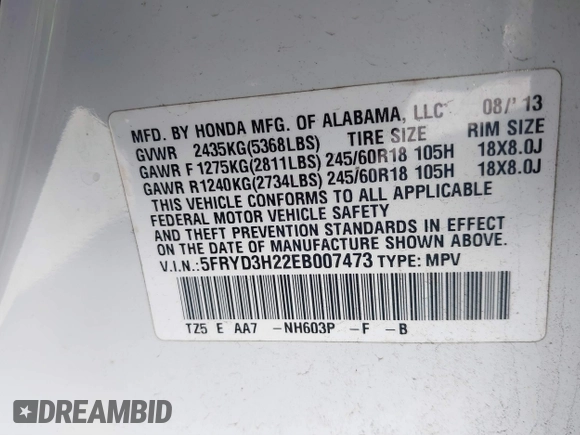 MFD. BY HONDA MFG. OF ALABAMA, LLC 08/'13
GVWR 2435KG(5368LBS) TIRE SIZE RIM SIZE
GAWR F 1275KG(2811LBS) 245/60R18 105H 18X8.0J
GAWR R1240KG(2734LBS) 245/60R18 105H 18X8.0J
THIS VEHICLE CONFORMS TO ALL APPLICABLE
FEDERAL MOTOR VEHICLE SAFETY
AND THEFT PREVENTION STANDARDS IN EFFECT
ON THE DATE OF MANUFACTURE SHOWN ABOVE.
V.I.N.:5FRYD3H22EB007473 TYPE: MPV
TZ5 E AA7 -NH603P -F -B
DREAMBID